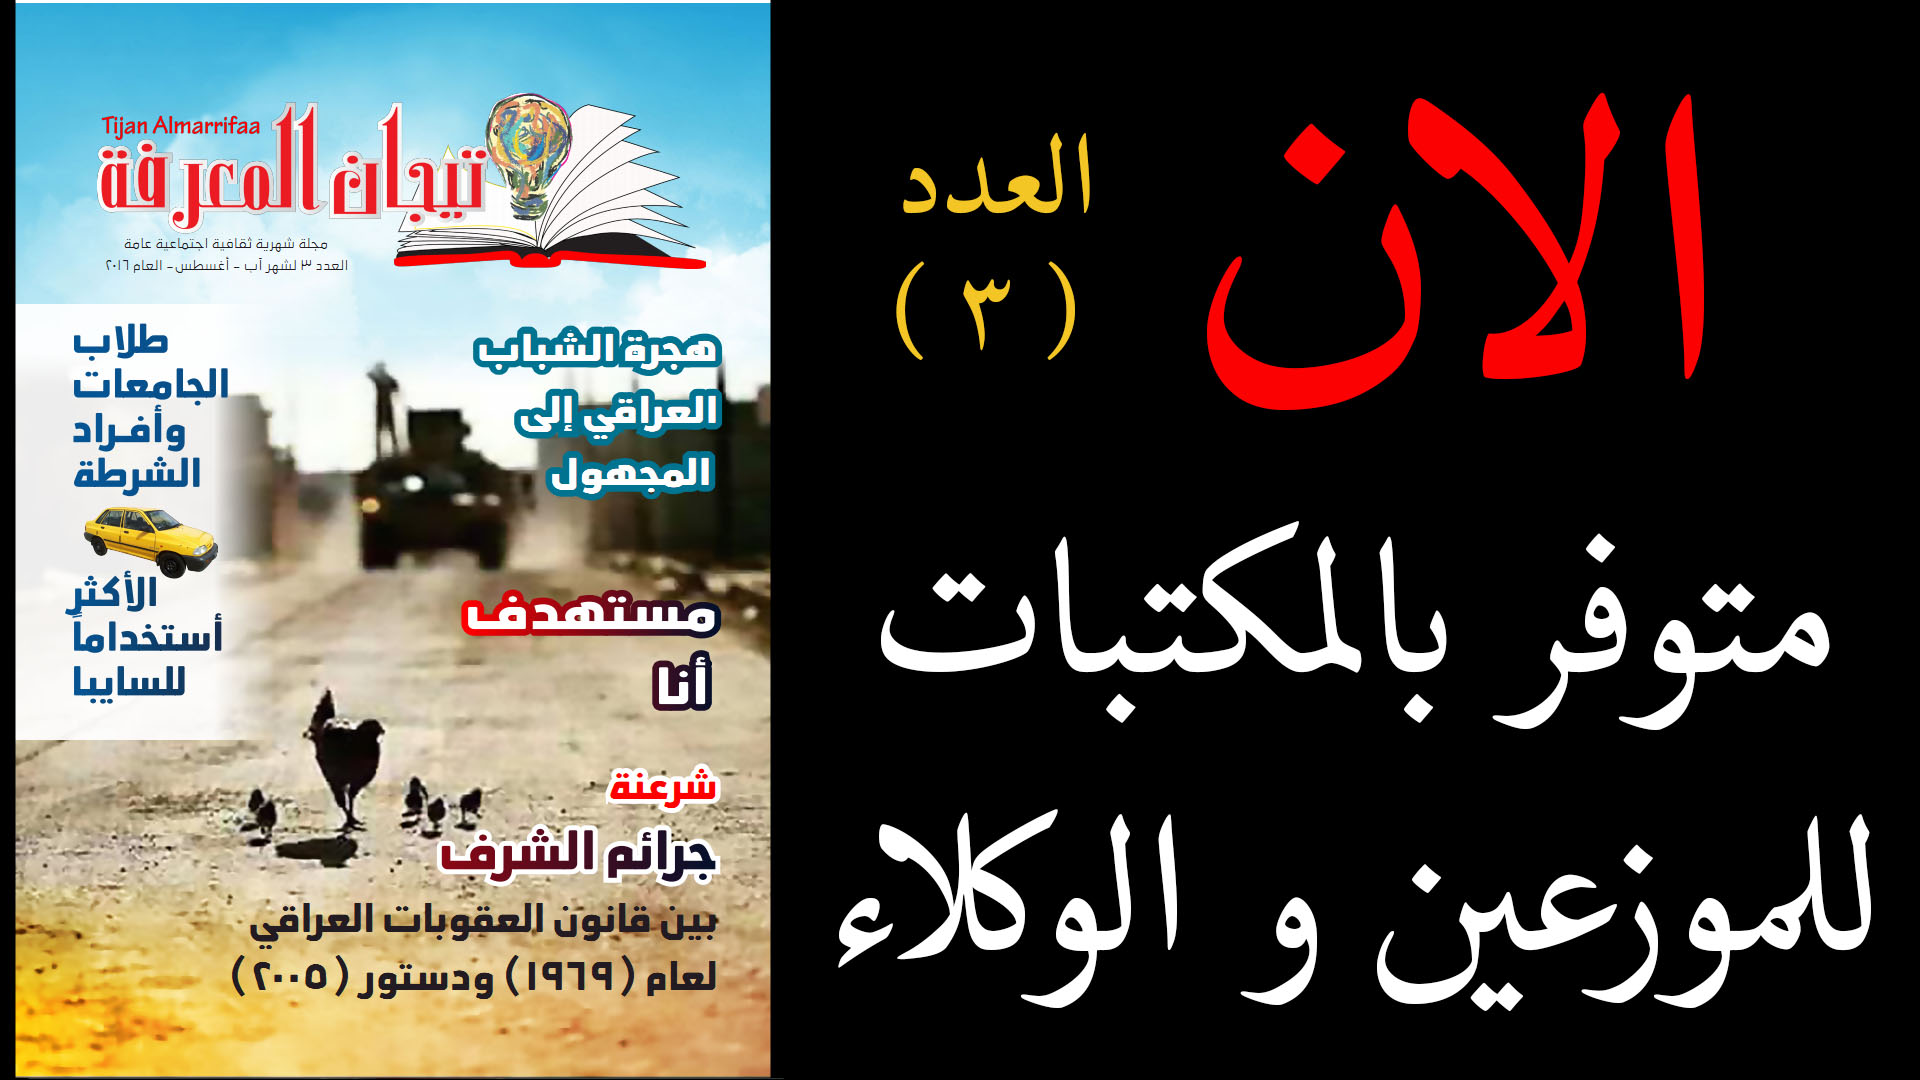 الان
العدد
( ٣ )
متوفر بالمكتبات
للموزعين و الوكلاء
Tijan Almarrifaa
تيجان المعرفة
مجلة شهرية ثقافية اجتماعية عامة
العدد ٣ لشهر آب - أغسطس - العام ٢٠١٦
هجرة الشباب
العراقي إلى
المجهول
طلاب
الجامعات
وأفراد
الشرطة
الأكثر
أستخداماً
للسايبا
مستهدف
أنا
شرعنة
جرائم الشرف
بين قانون العقوبات العراقي
لعام (١٩٦٩) ودستور (٢٠٠٥)